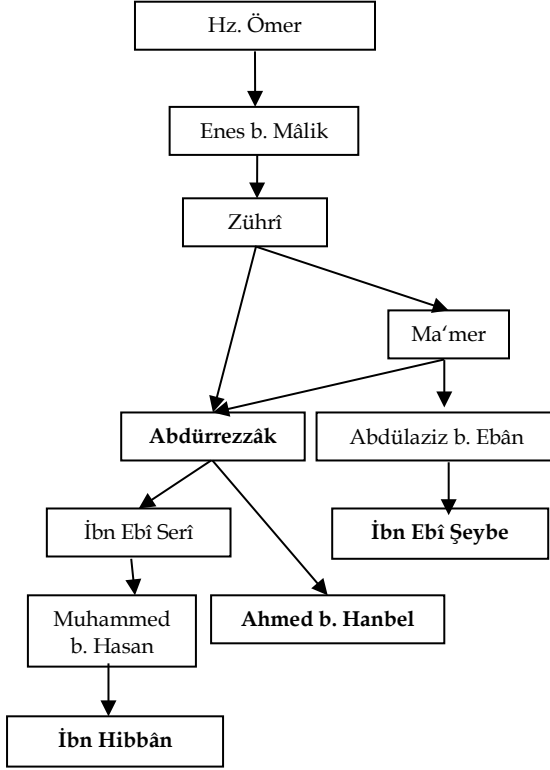 Hz. Ömer
Enes b. Mâlik
Zührî
Ma‘mer
Abdürrezzâk
Abdülaziz b. Ebân
İbn Ebî Serî
İbn Ebî Şeybe
Muhammed
b. Hasan
Ahmed b. Hanbel
İbn Hibbân